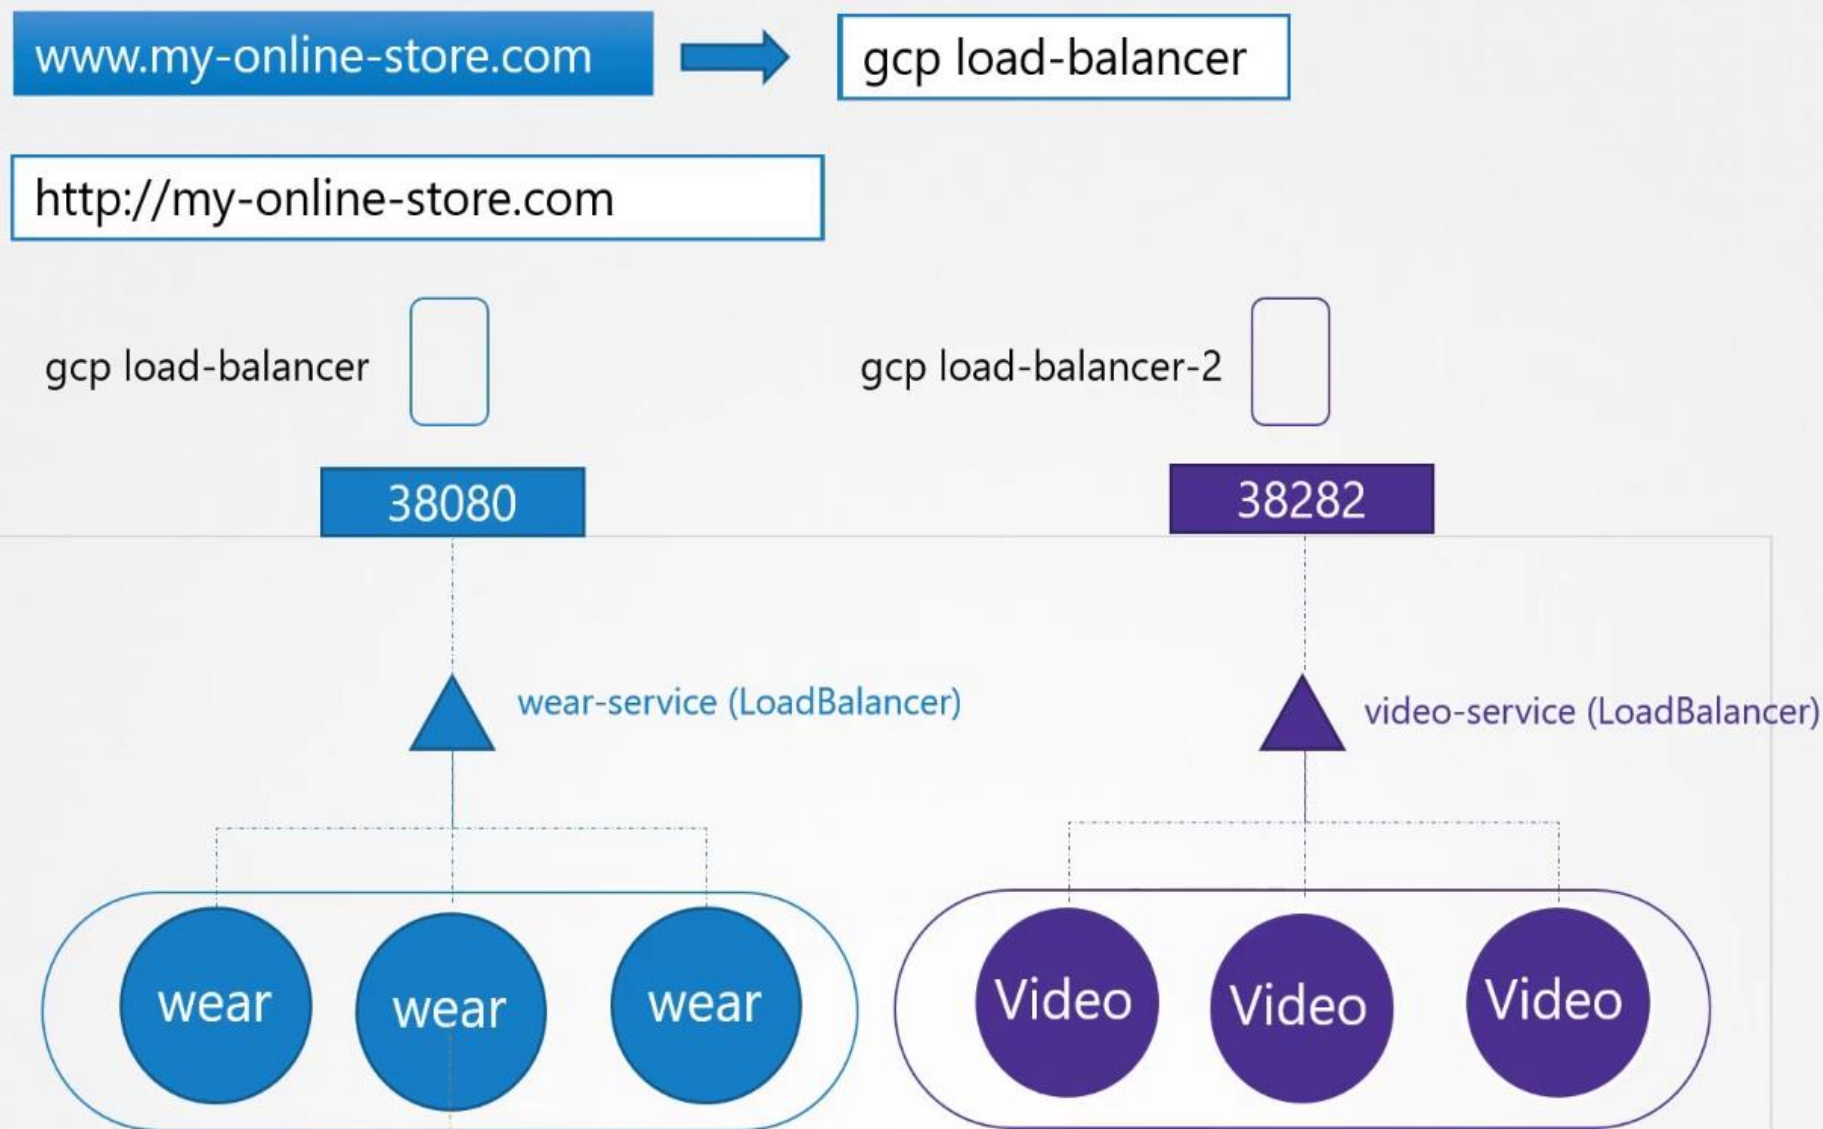 www.my-online-store.com
gcp load-balancer
http://my-online-store.com
gcp load-balancer
gcp load-balancer-2
38080
38282
wear-service (LoadBalancer)
video-service (LoadBalancer)
wear
wear
wear
Video
Video
Video